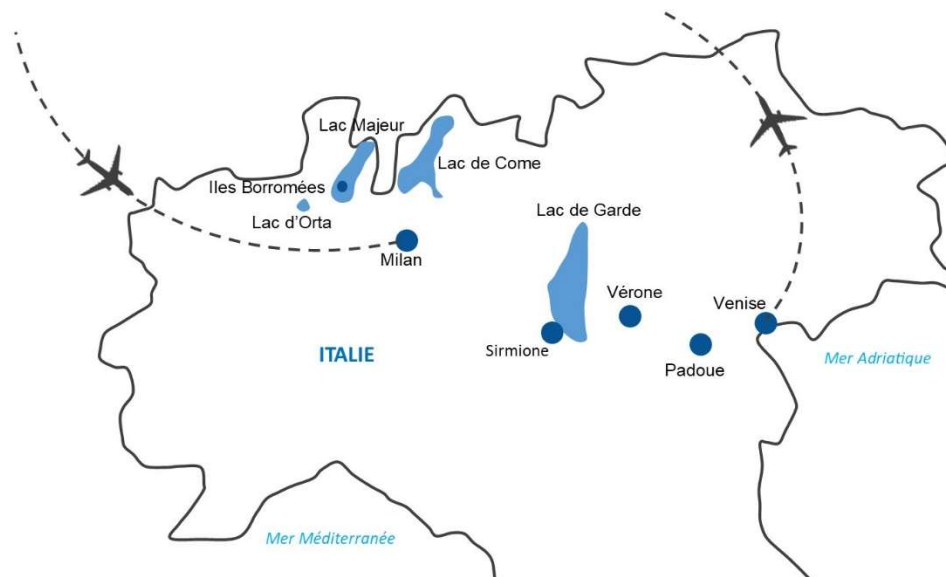 Lac Majeur
Lac de Come
Iles Borromées
Lac d'Orta
Lac de Garde
Milan
Vérone
Venise
Sirmione
ITALIE
Padoue
Mer Adriatique
Mer Méditerranée